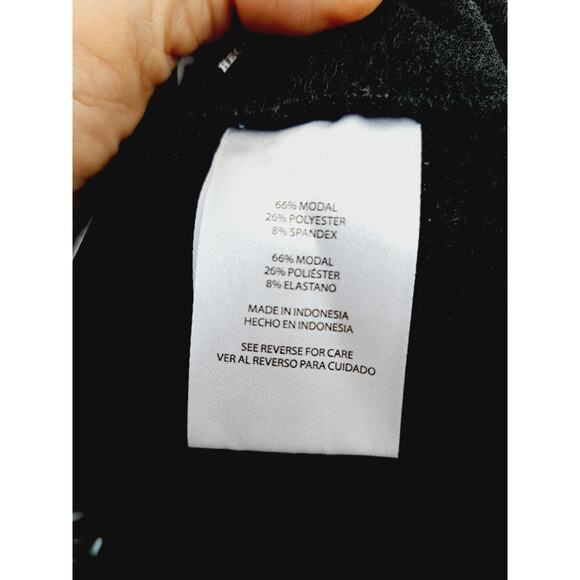 66% MODAL
26% POLYESTER
8% SPANDEX
66% MODAL
26% POLIÉSTER
8% ELASTANO
MADE IN INDONESIA
HECHO EN INDONESIA
SEE REVERSE FOR CARE
VER AL REVERSO PARA CUIDADO